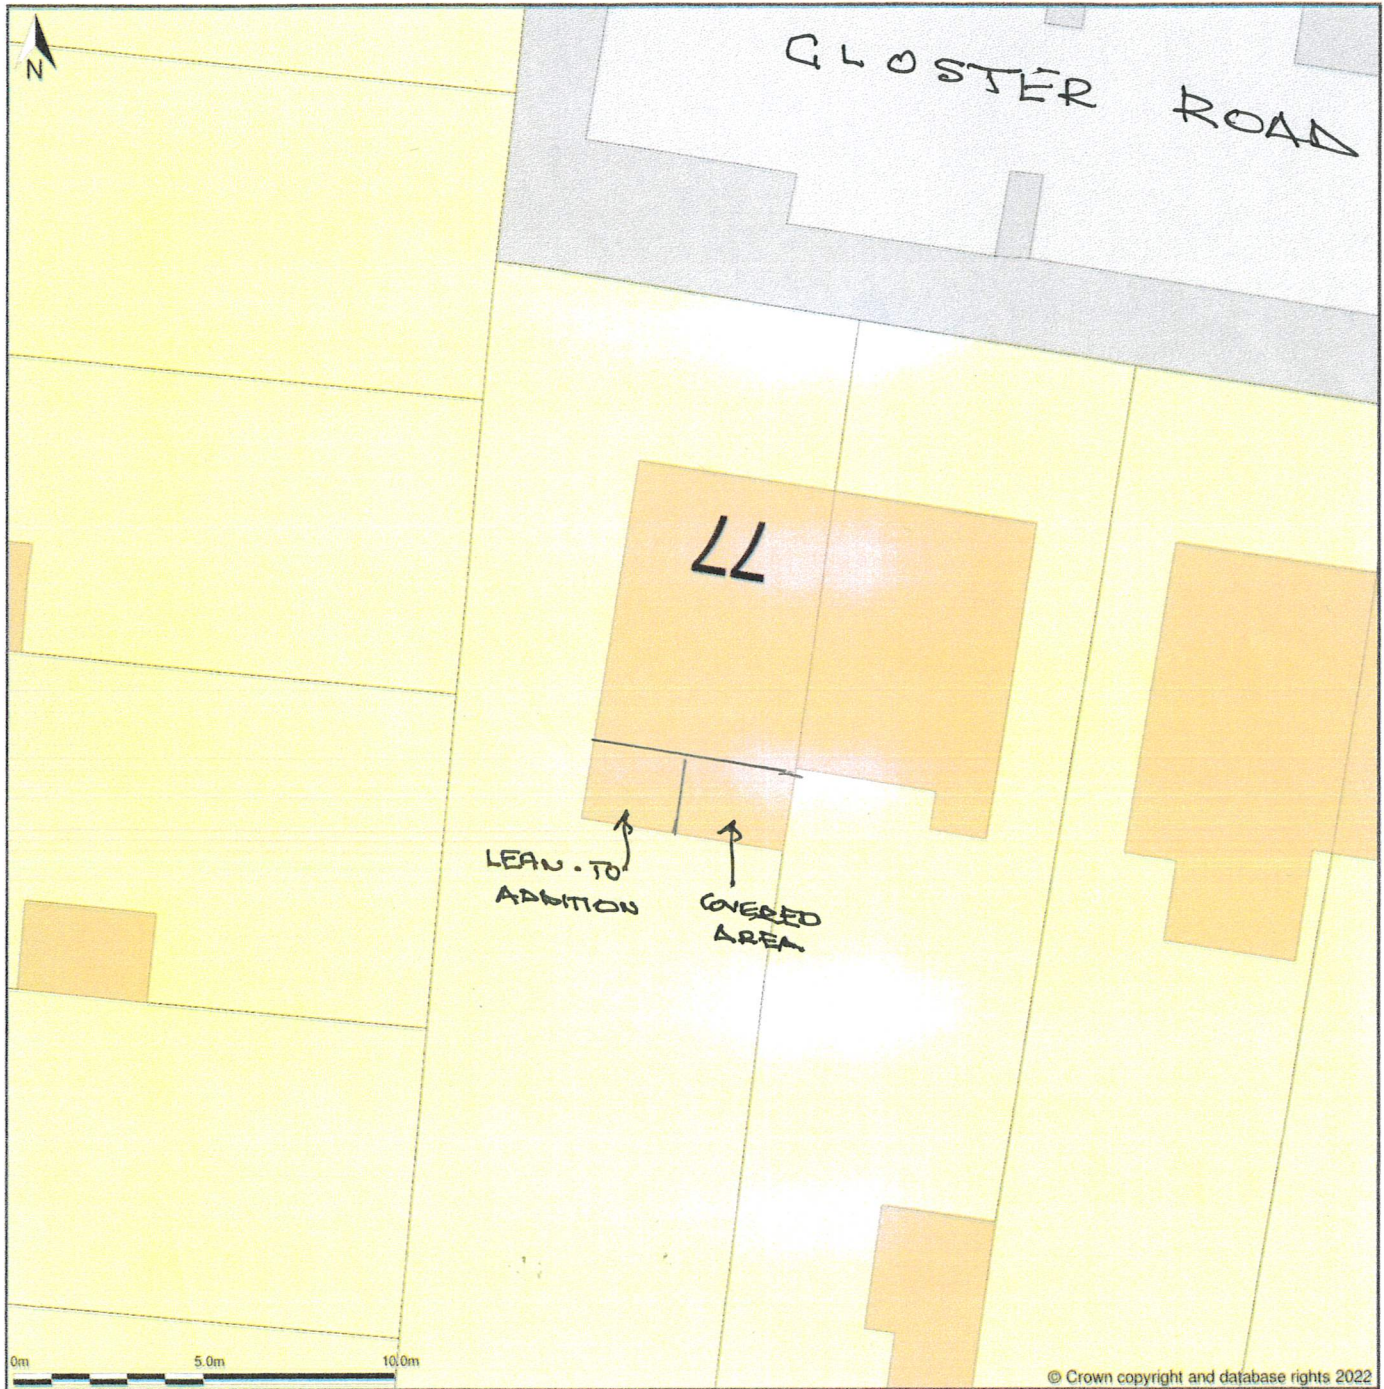 N
GLOSTER ROAD
77
LEAN-TO
ADDITION
COVERED
AREA
0m 5.0m 10.0m
© Crown copyright and database rights 2022